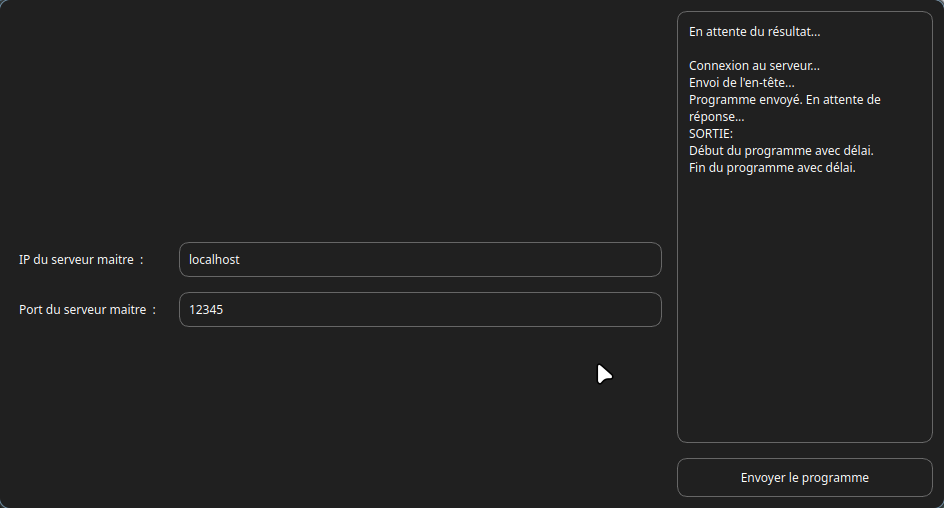 En attente du résultat...
Connexion au serveur...
Envoi de l'en-tête...
Programme envoyé. En attente de
réponse...
SORTIE:
Début du programme avec délai.
Fin du programme avec délai.
IP du serveur maitre :
localhost
Port du serveur maitre :
12345
Envoyer le programme